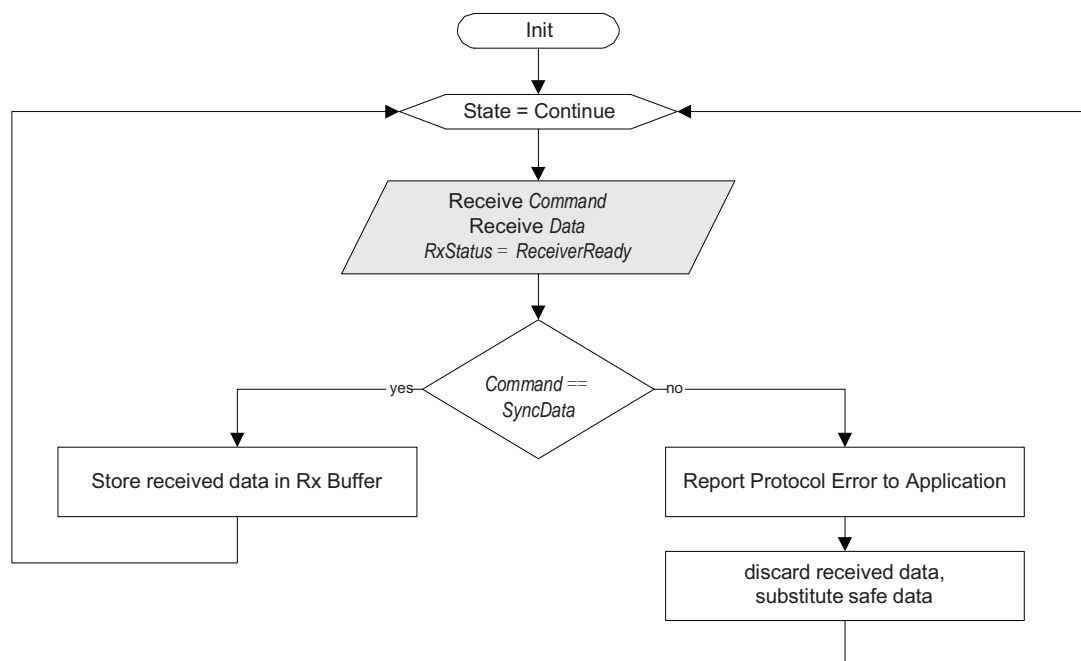 Init
State = Continue
Receive Command
Receive Data
RxStatus = ReceiverReady
yes
Command ==
SyncData
no
Store received data in Rx Buffer
Report Protocol Error to Application
discard received data,
substitute safe data